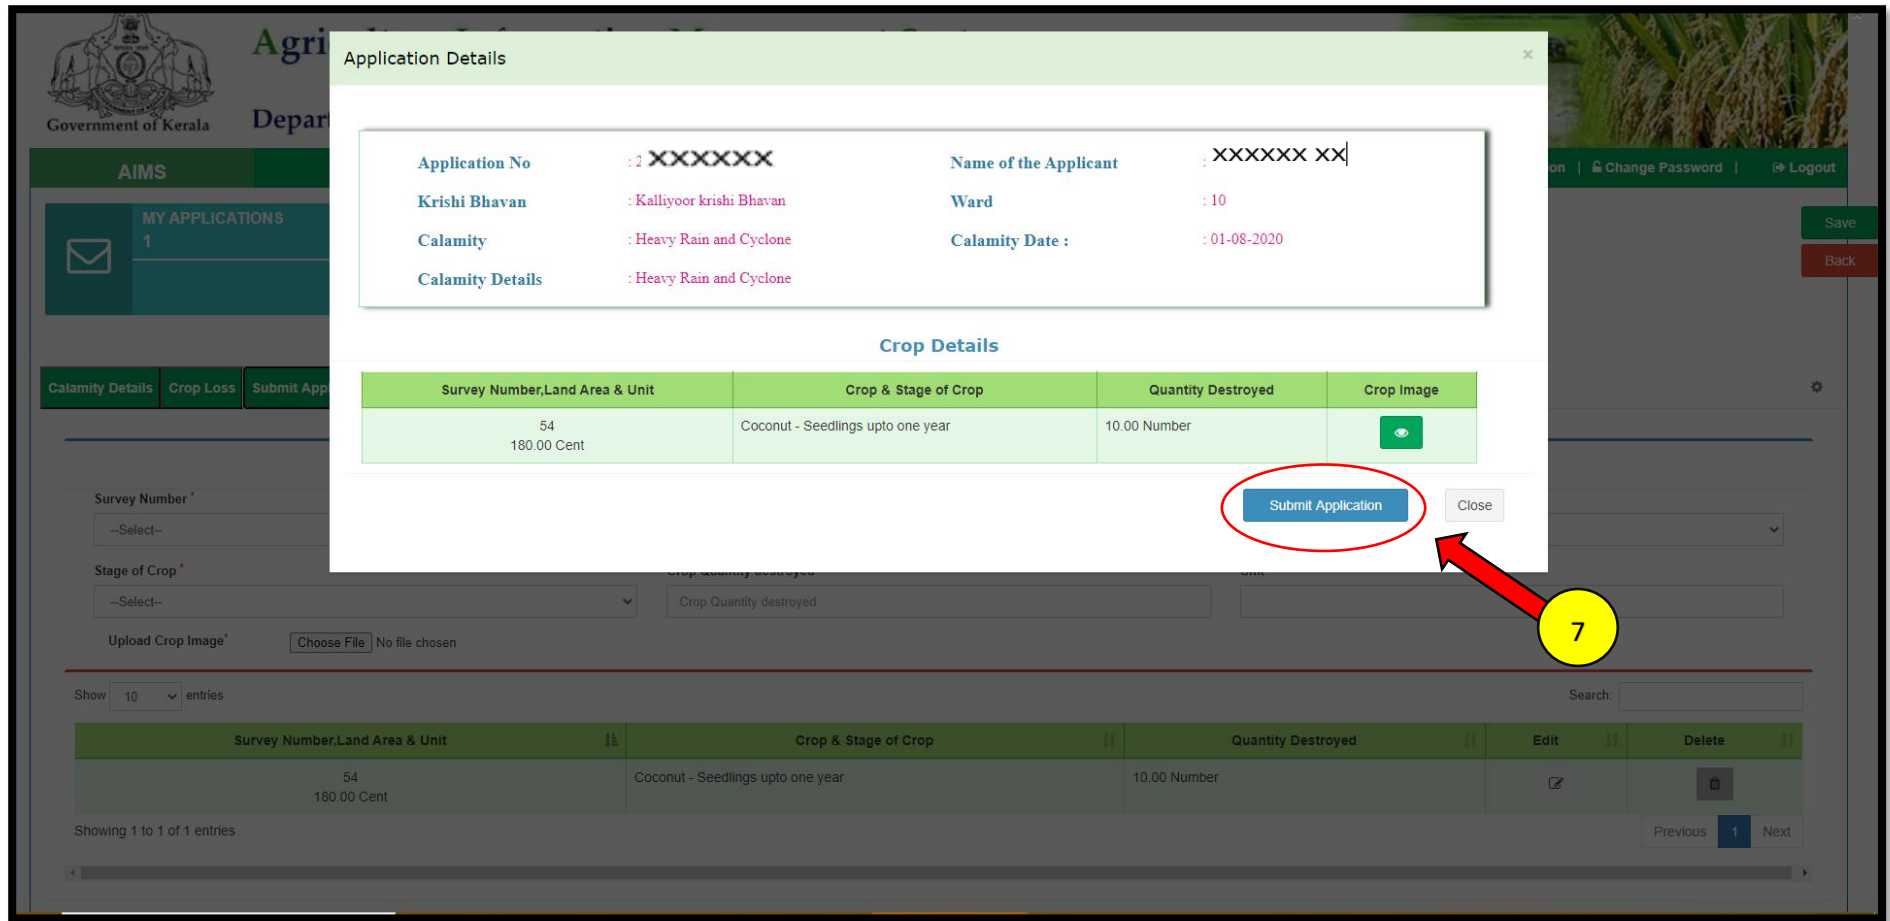 Agri
Government of Kerala
Depart
Application Details ×
Application No : 2 XXXXXX Name of the Applicant : XXXXXX XX
Krishi Bhavan : Kalliyoor krishi Bhavan Ward : 10
Calamity : Heavy Rain and Cyclone Calamity Date : : 01-08-2020
Calamity Details : Heavy Rain and Cyclone
Crop Details
Survey Number,Land Area & Unit Crop & Stage of Crop Quantity Destroyed Crop Image
54 Coconut - Seedlings upto one year 10.00 Number
180.00 Cent
Submit Application Close
7
AIMS on | Change Password | Logout
MY APPLICATIONS
1
Save
Back
Calamity Details Crop Loss Submit Appl
Survey Number *
--Select--
Stage of Crop * Crop Quantity destroyed Unit
--Select-- Crop Quantity destroyed
Upload Crop Image* Choose File No file chosen
Show 10 entries Search:
Survey Number,Land Area & Unit Crop & Stage of Crop Quantity Destroyed Edit Delete
54 Coconut - Seedlings upto one year 10.00 Number
180.00 Cent
Showing 1 to 1 of 1 entries Previous 1 Next